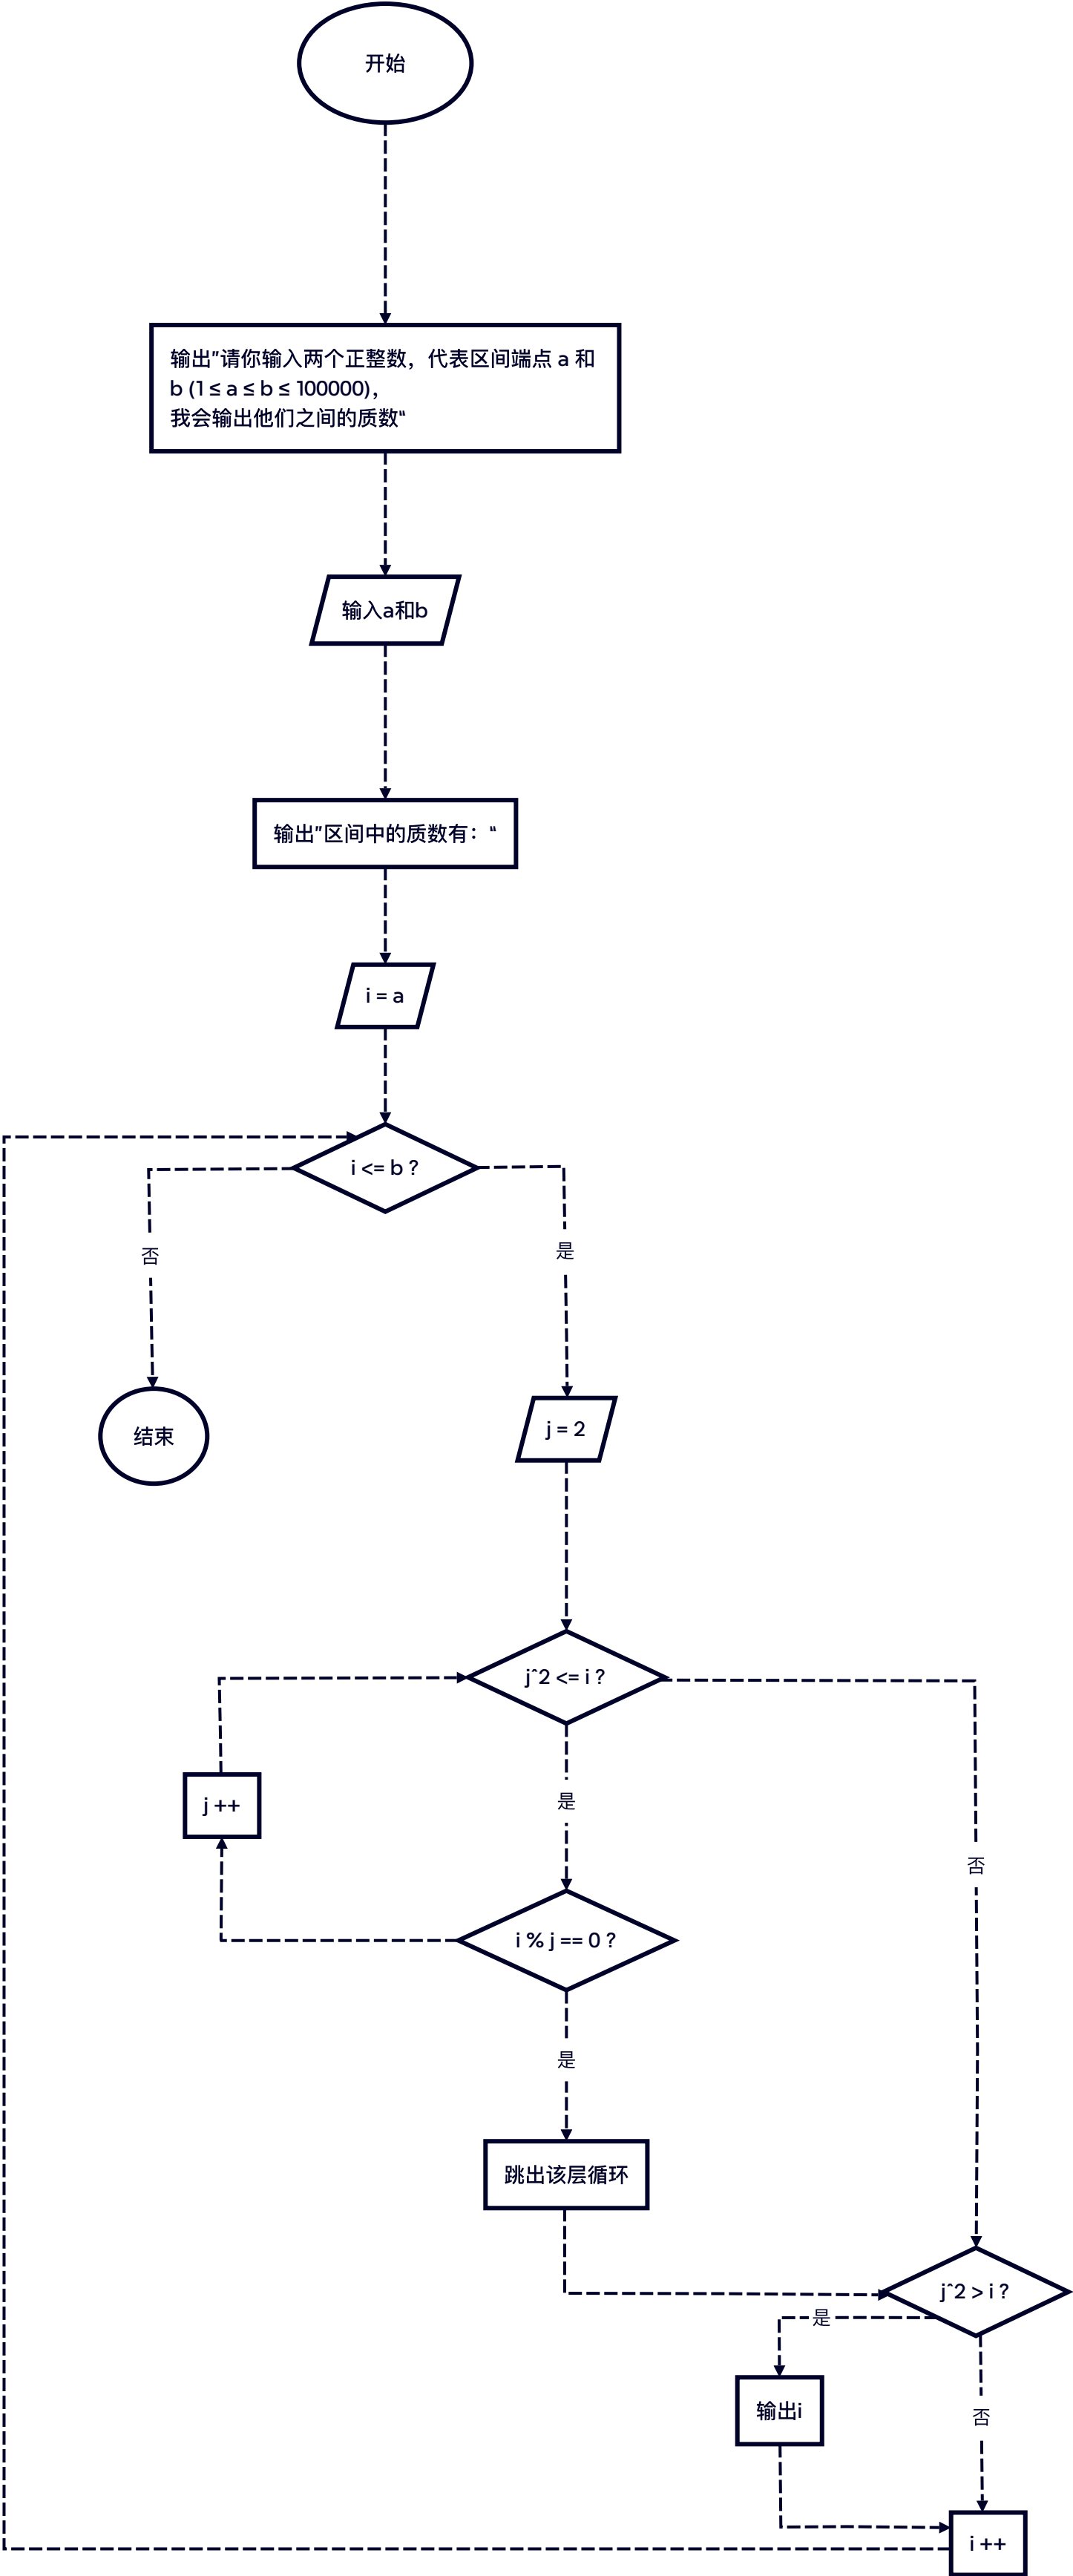 开始
输出”请你输入两个正整数，代表区间端点 a 和
b (1 ≤ a ≤ b ≤ 100000)，
我会输出他们之间的质数“
输入a和b
输出”区间中的质数有：“
i = a
i <= b ?
否
是
结束
j = 2
j^2 <= i ?
j ++
是
否
i % j == 0 ?
是
跳出该层循环
j^2 > i ?
是
输出i
否
i ++